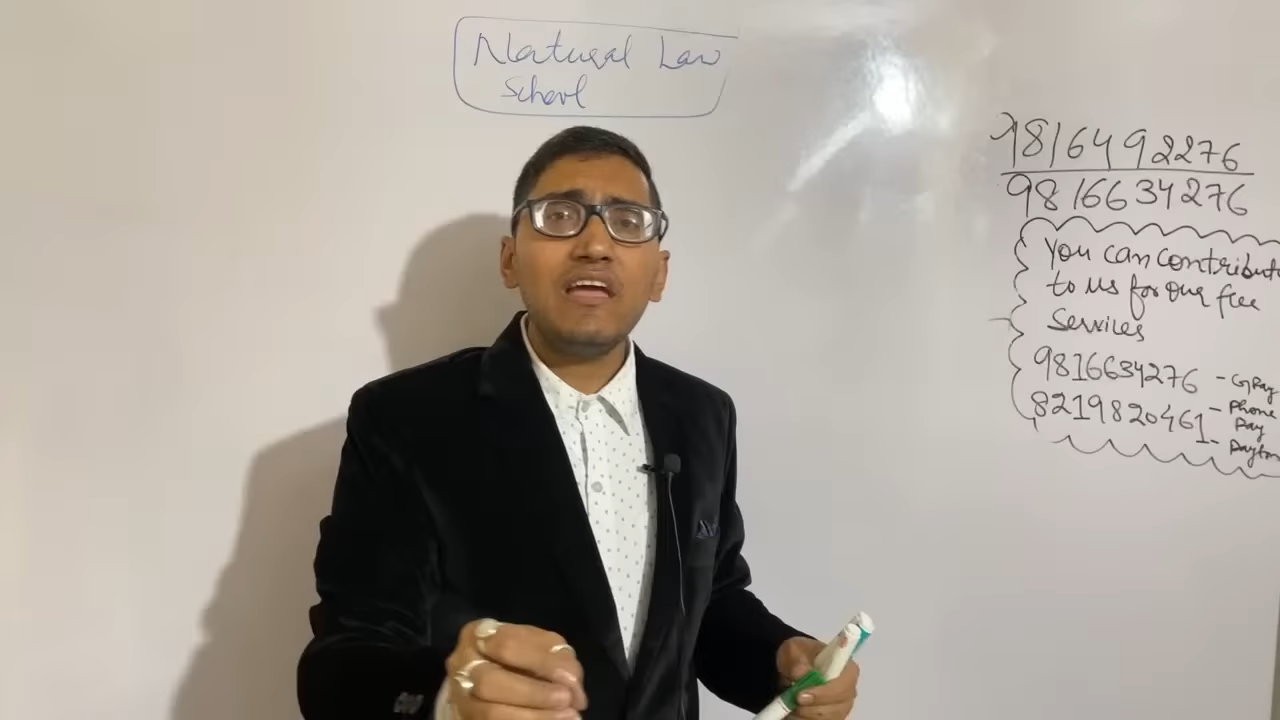 Natural Law
School
9816492276
9816634276
You can contribute
to us for our free
Services
9816634276 - G Pay
8219820461 - Phone
Pay
- Paytm